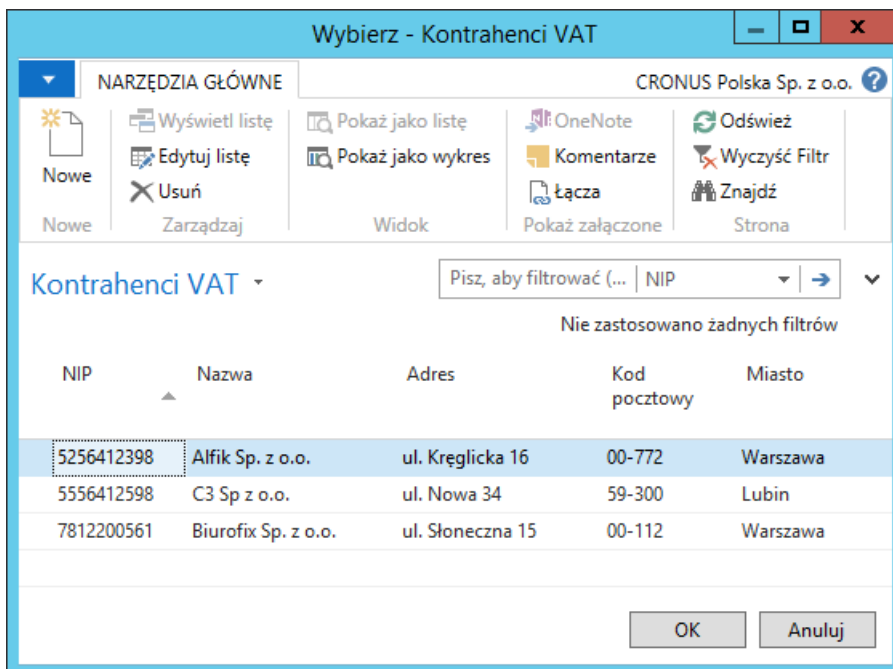 Wybierz - Kontrahenci VAT
NARZĘDZIA GŁÓWNE CRONUS Polska Sp. z o.o.
Nowe
Wyświetl listę
Edytuj listę
Usuń
Pokaż jako listę
Pokaż jako wykres
OneNote
Komentarze
Łącza
Odśwież
Wyczyść Filtr
Znajdź
Nowe Zarządzaj Widok Pokaż załączone Strona
Kontrahenci VAT Pisz, aby filtrować (... NIP
Nie zastosowano żadnych filtrów
NIP Nazwa Adres Kod pocztowy Miasto
5256412398 Alfik Sp. z o.o. ul. Kręglicka 16 00-772 Warszawa
5556412598 C3 Sp z o.o. ul. Nowa 34 59-300 Lubin
7812200561 Biurofix Sp. z o.o. ul. Słoneczna 15 00-112 Warszawa
OK Anuluj